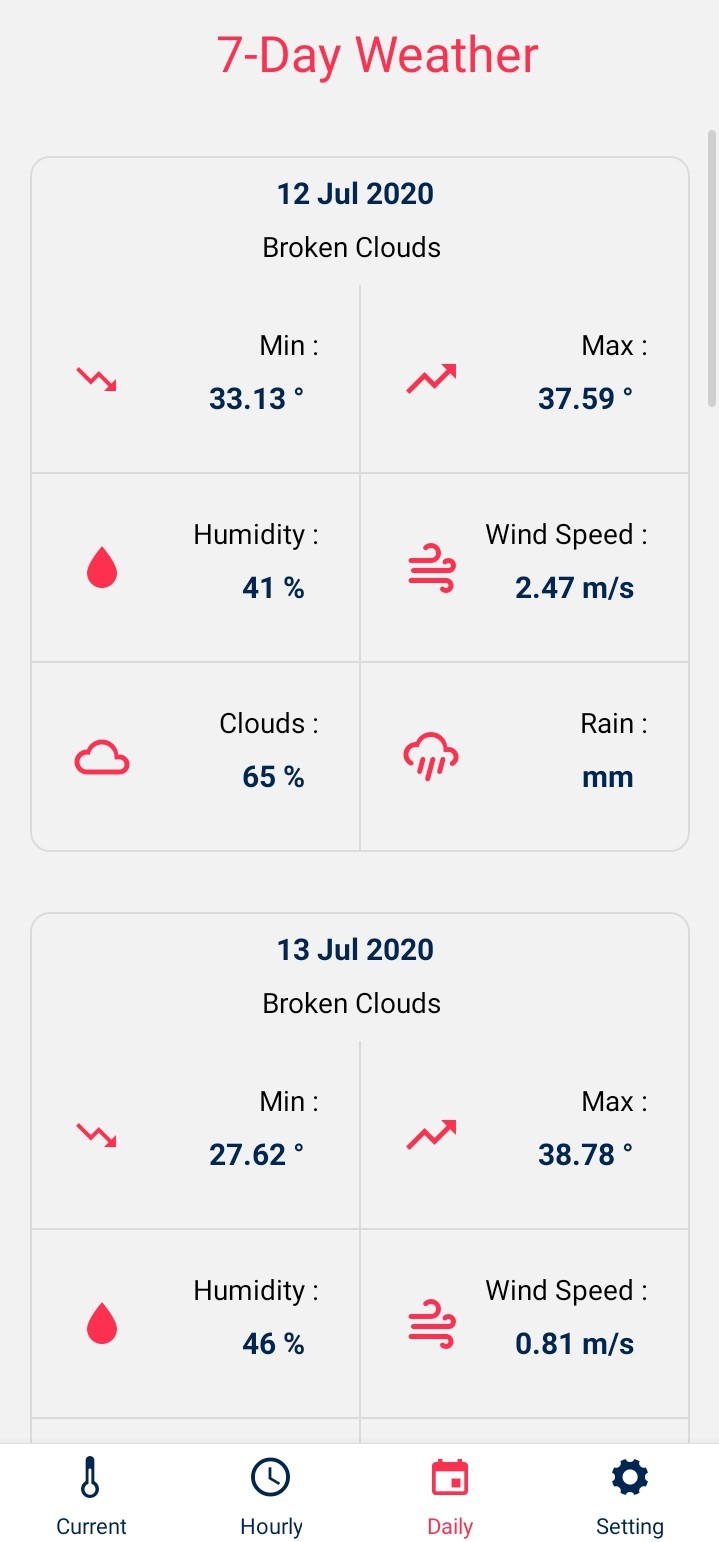 7-Day Weather
12 Jul 2020
Broken Clouds
Min :
33.13 °
Max :
37.59 °
Humidity :
41 %
Wind Speed :
2.47 m/s
Clouds :
65 %
Rain :
mm
13 Jul 2020
Broken Clouds
Min :
27.62 °
Max :
38.78 °
Humidity :
46 %
Wind Speed :
0.81 m/s
Current
Hourly
Daily
Setting